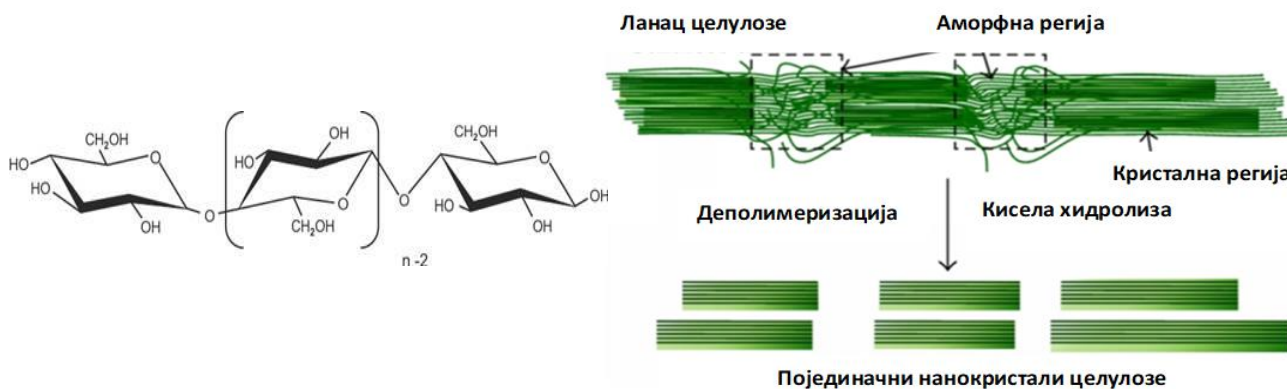 CH₂OH
HO
HO
OH
O
O
OH
HO
O
CH₂OH
n -2
O
CH₂OH
O
HO
OH
OH
Ланац целулозе
Аморфна регија
Кристална регија
Деполимеризација
Кисела хидролиза
Појединачни нанокристали целулозе